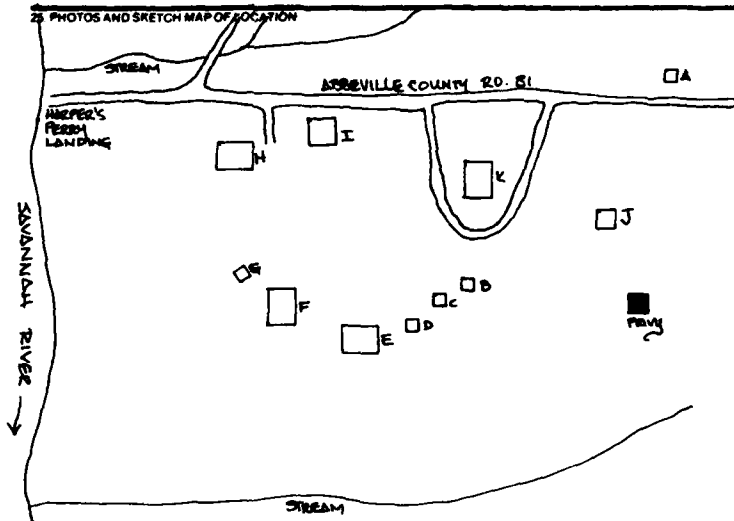 25 PHOTOS AND SKETCH MAP OF LOCATION
STREAM
ABBEVILLE COUNTY RD. 81
A
HARPER'S
FERRY
LANDING
H
I
K
J
SAVANNAH RIVER
G
F
E
D
C
B
Privy
STREAM